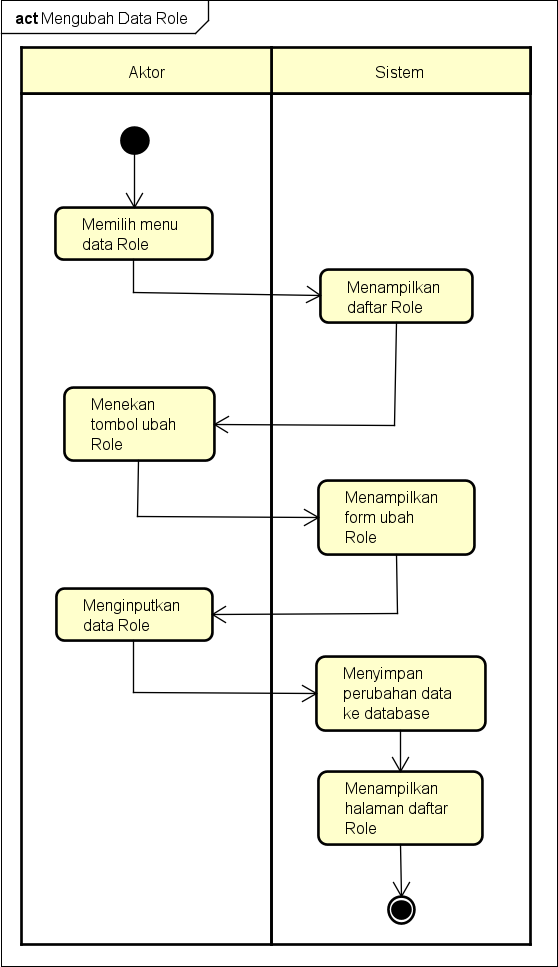 act Mengubah Data Role
Aktor
Sistem
Memilih menu
data Role
Menampilkan
daftar Role
Menekan
tombol ubah
Role
Menampilkan
form ubah
Role
Menginputkan
data Role
Menyimpan
perubahan data
ke database
Menampilkan
halaman daftar
Role